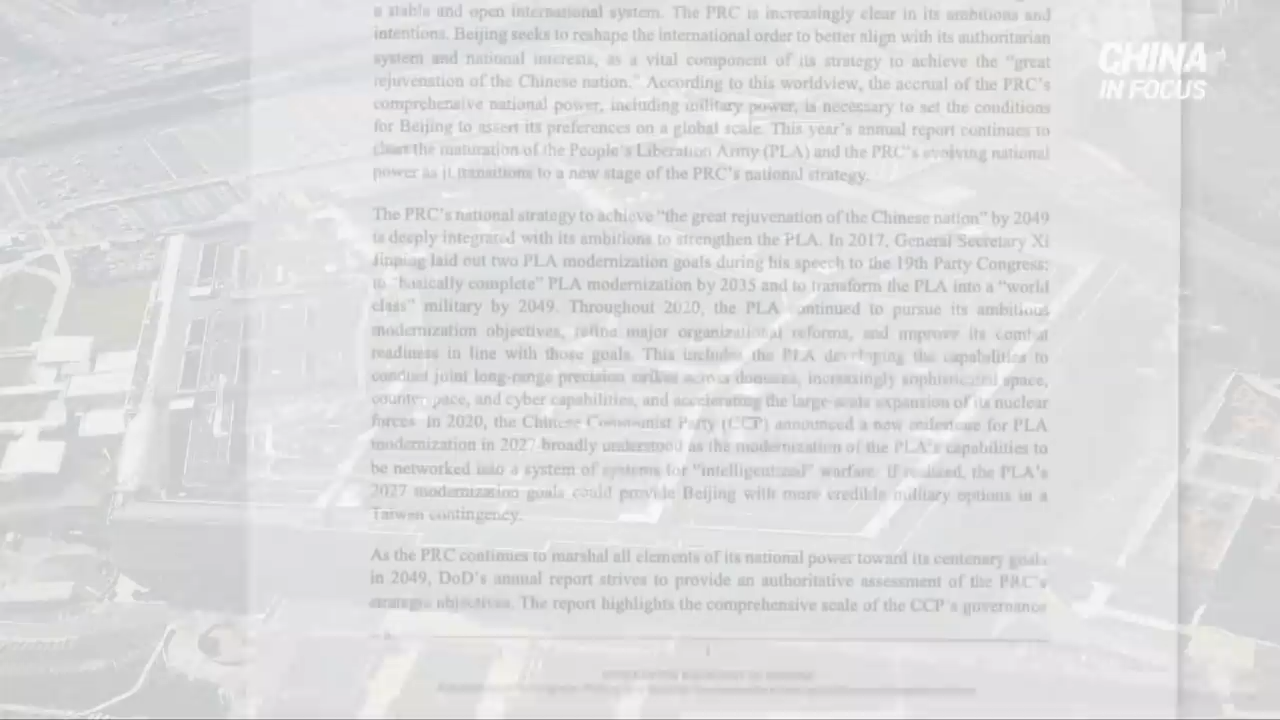 a stable and open international system. The PRC is increasingly clear in its ambitions and
intentions. Beijing seeks to reshape the international order to better align with its authoritarian
system and national interests, as a vital component of its strategy to achieve the “great
rejuvenation of the Chinese nation.” According to this worldview, the accrual of the PRC’s
comprehensive national power, including military power, is necessary to set the conditions
for Beijing to assert its preferences on a global scale. This year’s annual report continues to
chart the maturation of the People’s Liberation Army (PLA) and the PRC’s evolving national
power as it transitions to a new stage of the PRC’s national strategy.
The PRC’s national strategy to achieve “the great rejuvenation of the Chinese nation” by 2049
is deeply integrated with its ambitions to strengthen the PLA. In 2017, General Secretary Xi
Jinping laid out two PLA modernization goals during his speech to the 19th Party Congress:
to “basically complete” PLA modernization by 2035 and to transform the PLA into a “world
class” military by 2049. Throughout 2020, the PLA continued to pursue its ambitious
modernization objectives, refine major organizational reforms, and improve its combat
readiness in line with those goals. This includes the PLA developing the capabilities to
conduct joint long-range precision strikes across domains, increasingly sophisticated space,
counterspace, and cyber capabilities, and accelerating the large-scale expansion of its nuclear
forces. In 2020, the Chinese Communist Party (CCP) announced a new milestone for PLA
modernization in 2027 broadly understood as the modernization of the PLA’s capabilities to
be networked into a system of systems for “intelligentized” warfare. If realized, the PLA’s
2027 modernization goals could provide Beijing with more credible military options in a
Taiwan contingency.
As the PRC continues to marshal all elements of its national power toward its centenary goals
in 2049, DoD’s annual report strives to provide an authoritative assessment of the PRC’s
strategic objectives. The report highlights the comprehensive scale of the CCP’s governance
CHINA
IN FOCUS